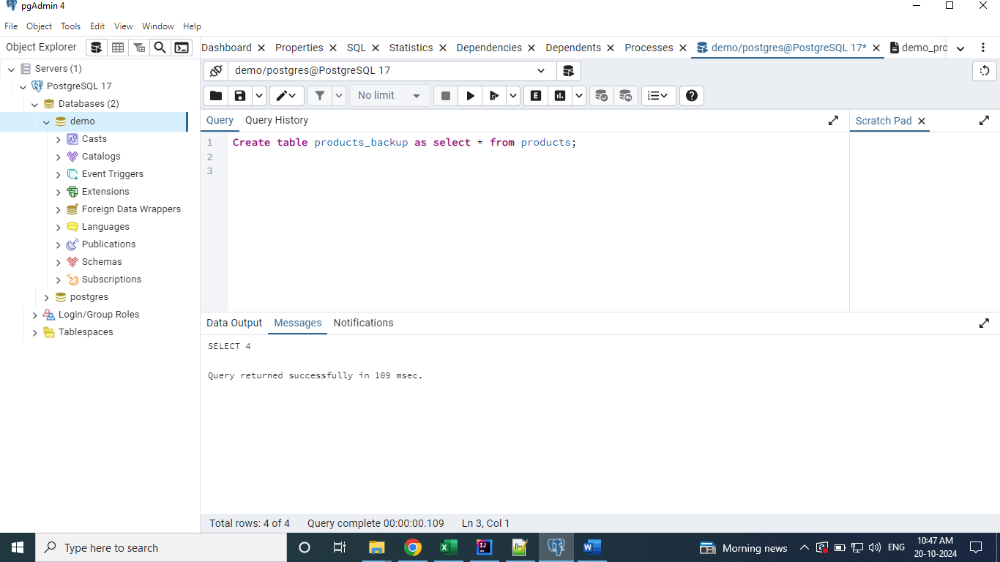 pgAdmin 4
File Object Tools Edit View Window Help
Object Explorer
Dashboard Properties SQL Statistics Dependencies Dependents Processes demo/postgres@PostgreSQL 17* demo_pro
Servers (1)
PostgreSQL 17
Databases (2)
demo
Casts
Catalogs
Event Triggers
Extensions
Foreign Data Wrappers
Languages
Publications
Schemas
Subscriptions
postgres
Login/Group Roles
Tablespaces
demo/postgres@PostgreSQL 17
No limit
E
Query Query History
Scratch Pad
1 Create table products_backup as select * from products;
2
3
Data Output Messages Notifications
SELECT 4
Query returned successfully in 109 msec.
Total rows: 4 of 4 Query complete 00:00:00.109 Ln 3, Col 1
Type here to search
Morning news
ENG
10:47 AM
20-10-2024